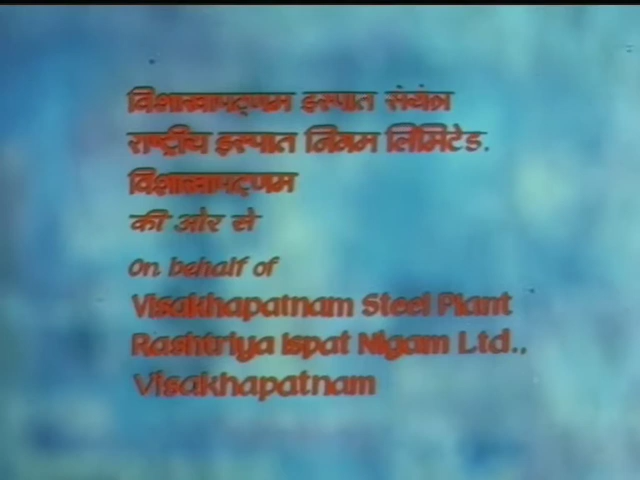 विशाखापट्णम इस्पात संयंत्र
राष्ट्रीय इस्पात निगम लिमिटेड.
विशाखापट्णम
की ओर से
On behalf of
Visakhapatnam Steel Plant
Rashtriya Ispat Nigam Ltd.,
Visakhapatnam